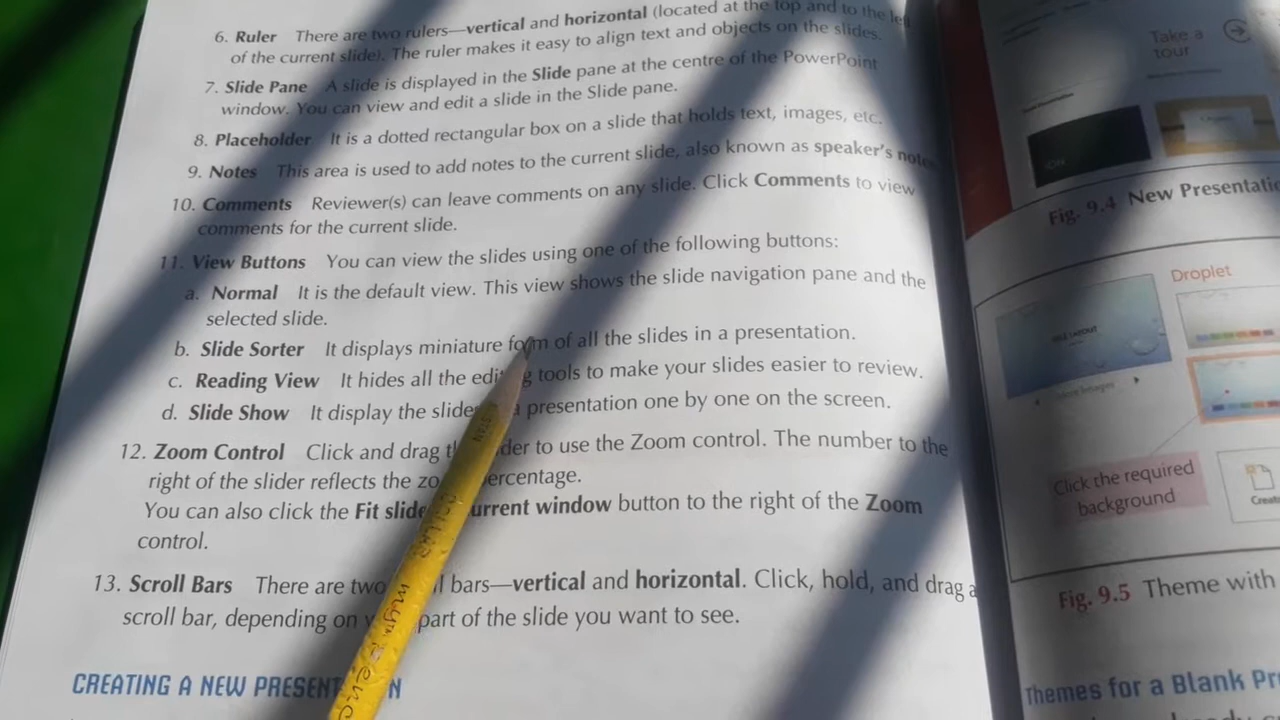 6. Ruler There are two rulers—vertical and horizontal (located at the top and to the left
of the current slide). The ruler makes it easy to align text and objects on the slides.
7. Slide Pane A slide is displayed in the Slide pane at the centre of the PowerPoint
window. You can view and edit a slide in the Slide pane.
8. Placeholder It is a dotted rectangular box on a slide that holds text, images, etc.
9. Notes This area is used to add notes to the current slide, also known as speaker's notes
10. Comments Reviewer(s) can leave comments on any slide. Click Comments to view
comments for the current slide.
11. View Buttons You can view the slides using one of the following buttons:
a. Normal It is the default view. This view shows the slide navigation pane and the
selected slide.
b. Slide Sorter It displays miniature form of all the slides in a presentation.
c. Reading View It hides all the editing tools to make your slides easier to review.
d. Slide Show It display the slides presentation one by one on the screen.
12. Zoom Control Click and drag the slider to use the Zoom control. The number to the
right of the slider reflects the zoom percentage.
You can also click the Fit slide current window button to the right of the Zoom
control.
13. Scroll Bars There are two bars—vertical and horizontal. Click, hold, and drag a
scroll bar, depending on part of the slide you want to see.
CREATING A NEW PRESENTATION
Take a
tour
Fig. 9.4 New Presentatio
Droplet
More Images
Click the required
background
Creat
Fig. 9.5 Theme with
Themes for a Blank Pr